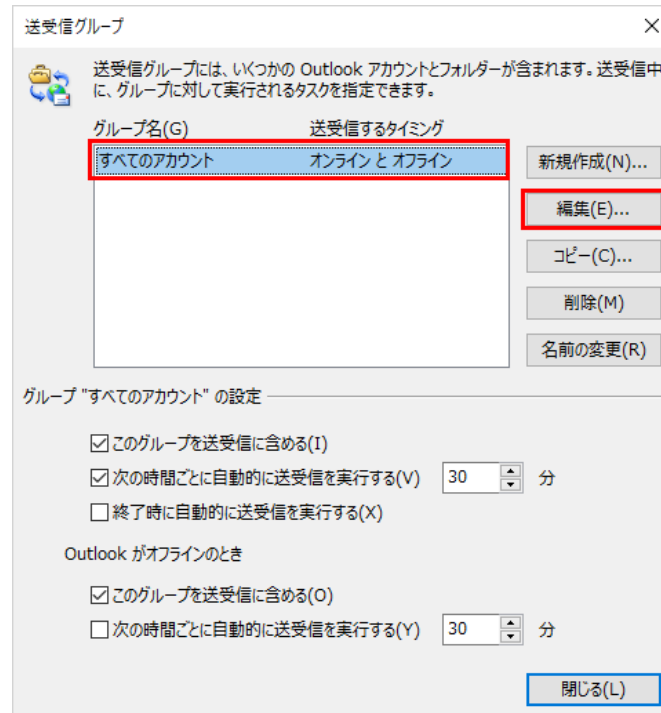 送受信グループ
送受信グループには、いくつかの Outlook アカウントとフォルダーが含まれます。送受信中
に、グループに対して実行されるタスクを指定できます。
グループ名(G) 送受信するタイミング
すべてのアカウント オンライン と オフライン
新規作成(N)...
編集(E)...
コピー(C)...
削除(M)
名前の変更(R)
グループ "すべてのアカウント" の設定
このグループを送受信に含める(I)
次の時間ごとに自動的に送受信を実行する(V) 30 分
終了時に自動的に送受信を実行する(X)
Outlook がオフラインのとき
このグループを送受信に含める(O)
次の時間ごとに自動的に送受信を実行する(Y) 30 分
閉じる(L)